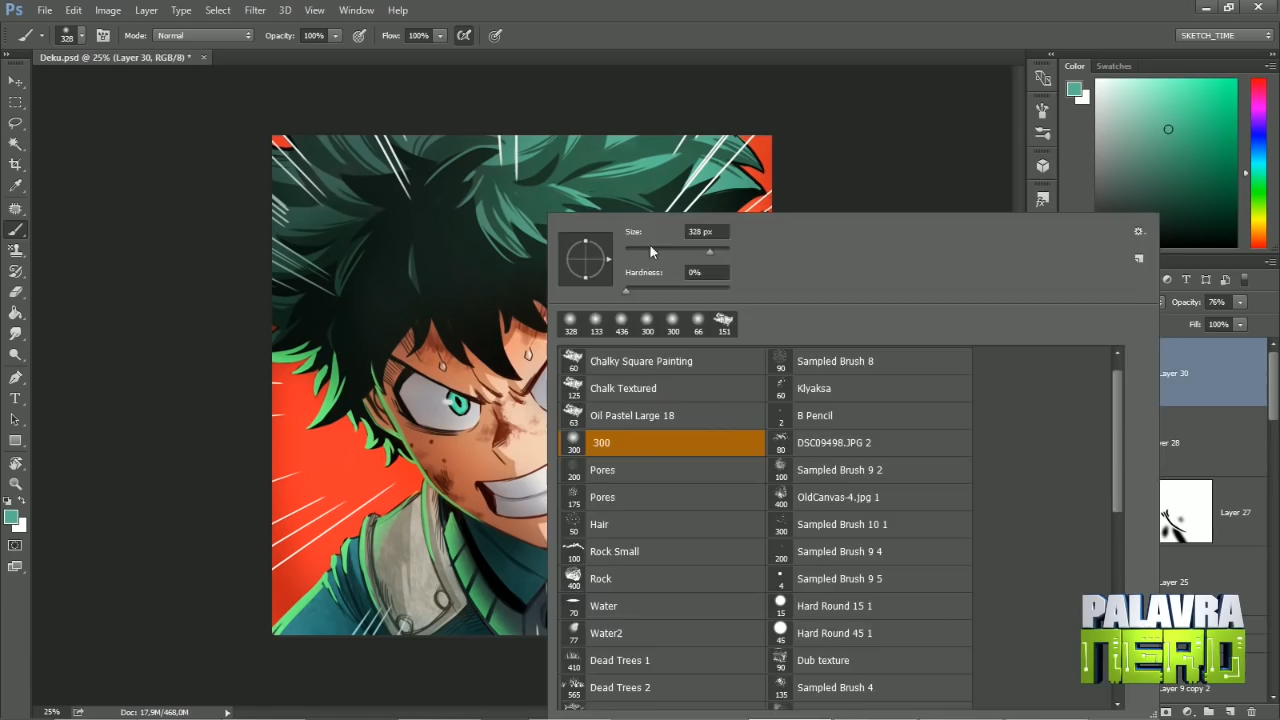 Ps File Edit Image Layer Type Select Filter 3D View Window Help
328 Mode: Normal Opacity: 100% Flow: 100% SKETCH_TIME
Deku.psd @ 25% (Layer 30, RGB/8) * ×
Color Swatches
Size: 328 px
Hardness: 0%
328 133 436 300 300 66 151
60 Chalky Square Painting
125 Chalk Textured
63 Oil Pastel Large 18
300 300
200 Pores
175 Pores
50 Hair
100 Rock Small
400 Rock
70 Water
77 Water2
410 Dead Trees 1
565 Dead Trees 2
90 Sampled Brush 8
60 Klyaksa
2 B Pencil
80 DSC09498.JPG 2
100 Sampled Brush 9 2
400 OldCanvas-4.jpg 1
300 Sampled Brush 10 1
200 Sampled Brush 9 4
4 Sampled Brush 9 5
15 Hard Round 15 1
45 Hard Round 45 1
90 Dub texture
135 Sampled Brush 4
Opacity: 76%
Fill: 100%
Layer 30
28
Layer 27
Layer 25
Layer 9 copy 2
PALAVRA
NERD
25% Doc: 17,9M/468,0M